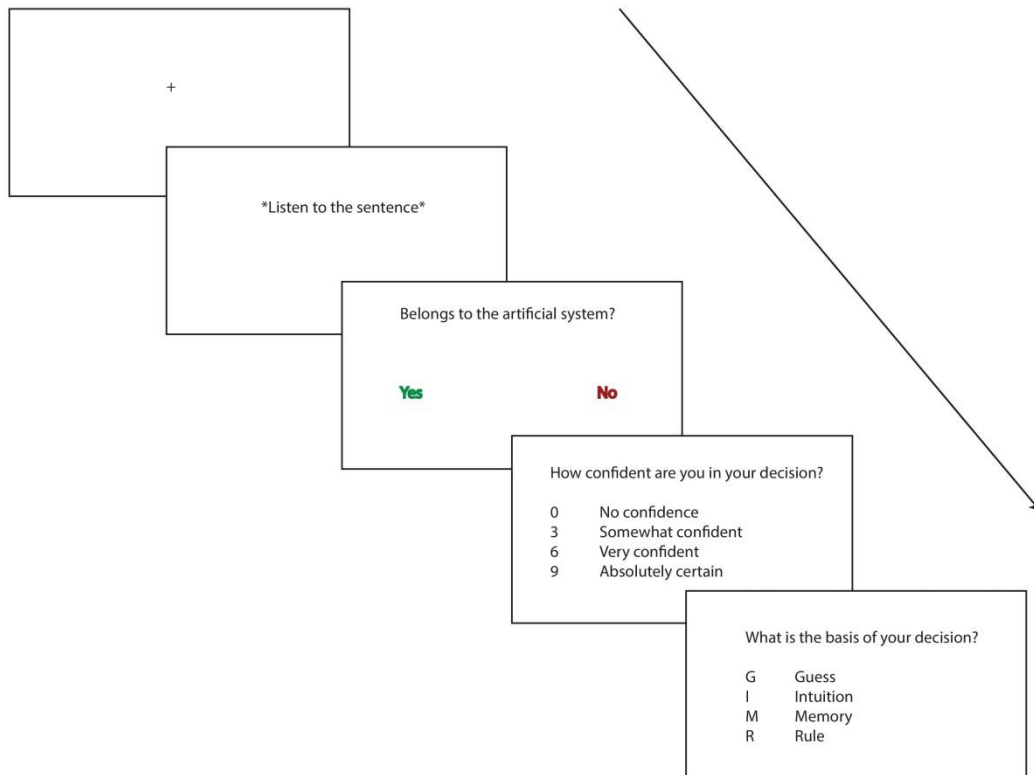 +
*Listen to the sentence*
Belongs to the artificial system?
Yes No
How confident are you in your decision?
0 No confidence
3 Somewhat confident
6 Very confident
9 Absolutely certain
What is the basis of your decision?
G Guess
I Intuition
M Memory
R Rule